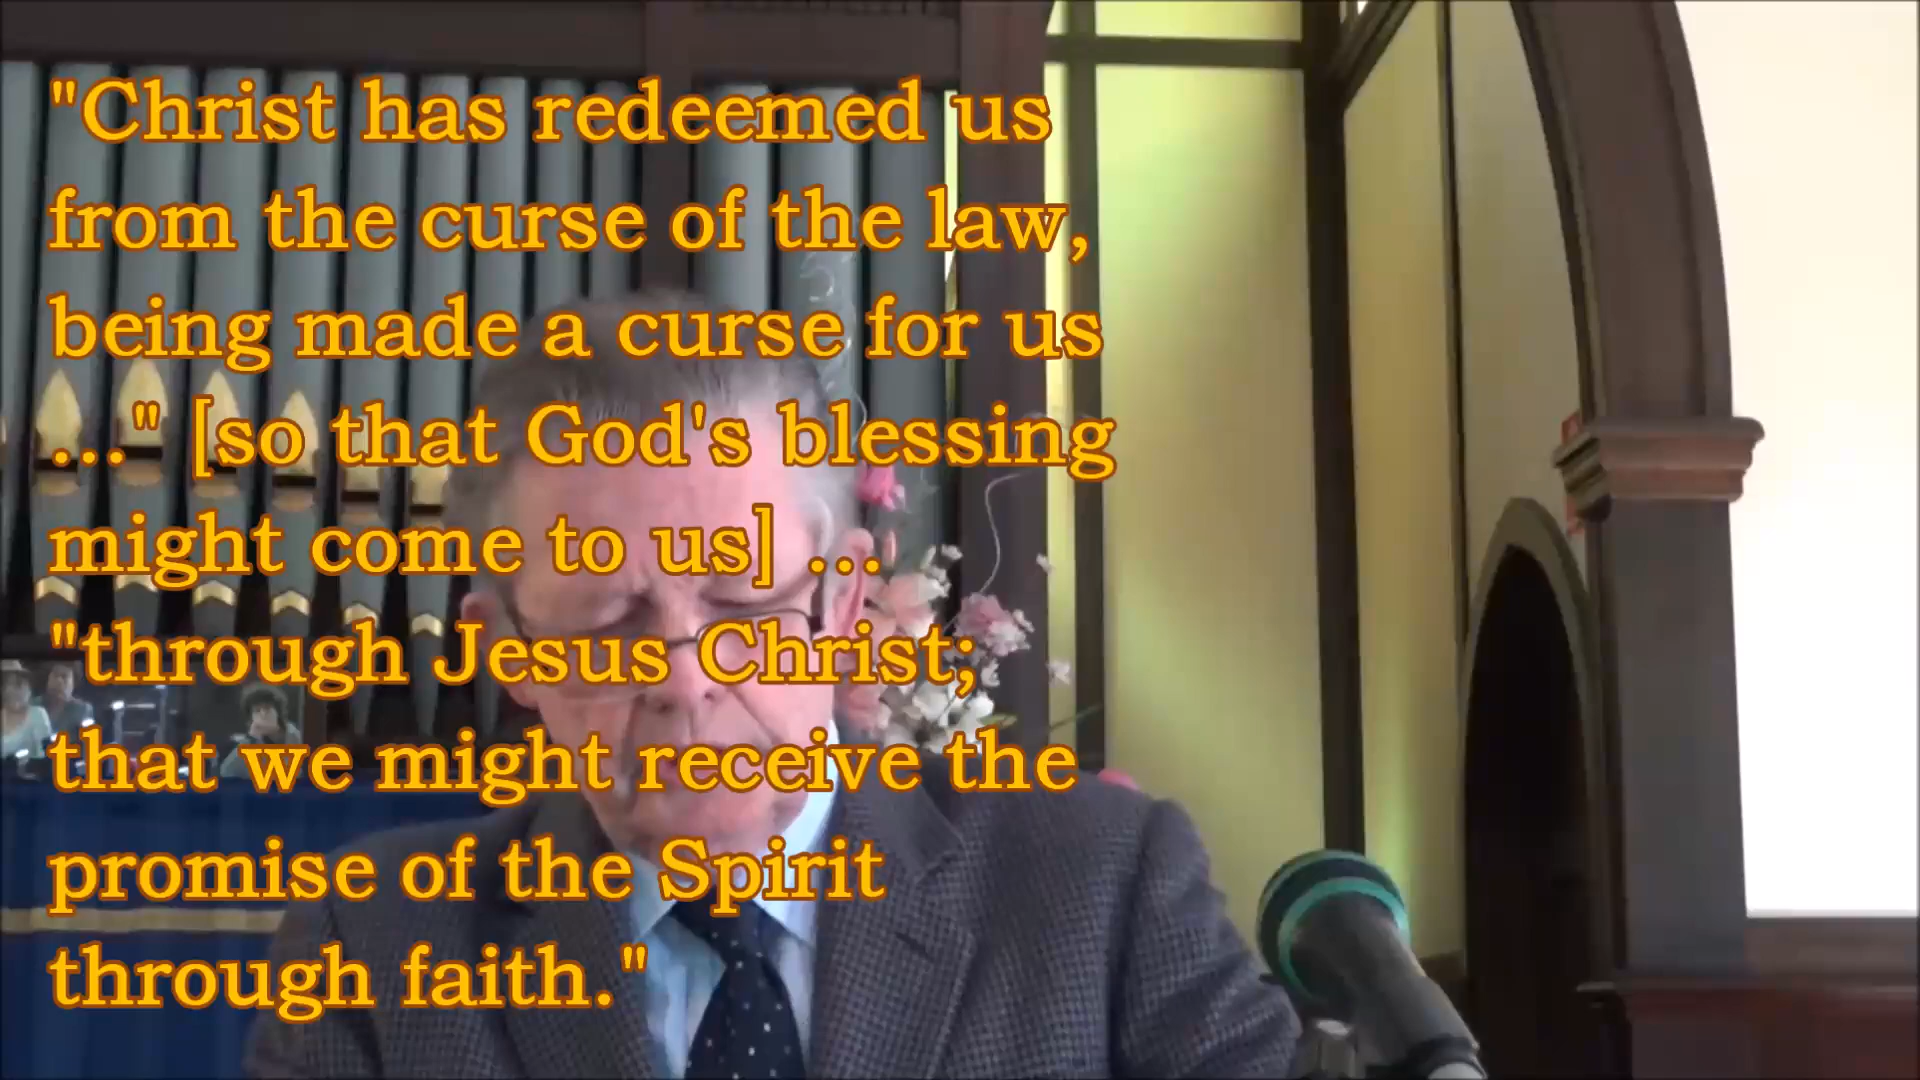 "Christ has redeemed us
from the curse of the law,
being made a curse for us
..." [so that God's blessing
might come to us] ...
"through Jesus Christ;
that we might receive the
promise of the Spirit
through faith."